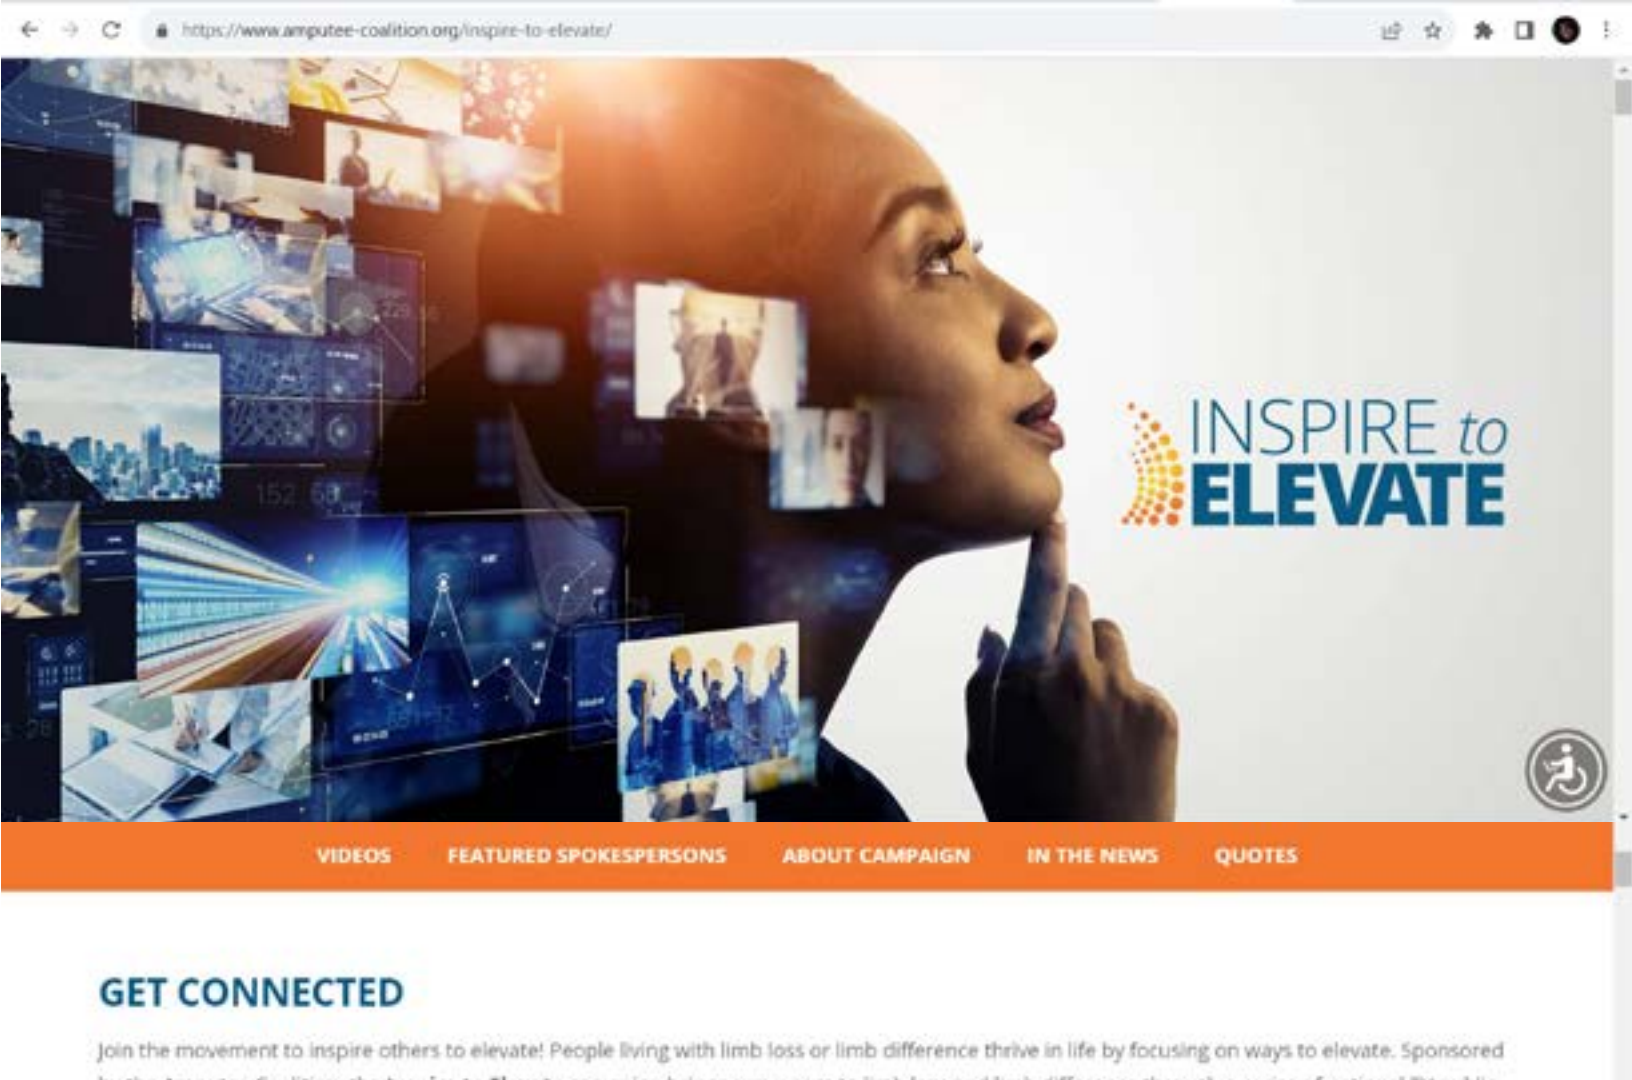 https://www.amputee-coalition.org/inspire-to-elevate/
INSPIRE to
ELEVATE
VIDEOS FEATURED SPOKESPERSONS ABOUT CAMPAIGN IN THE NEWS QUOTES
GET CONNECTED
Join the movement to inspire others to elevate! People living with limb loss or limb difference thrive in life by focusing on ways to elevate. Sponsored